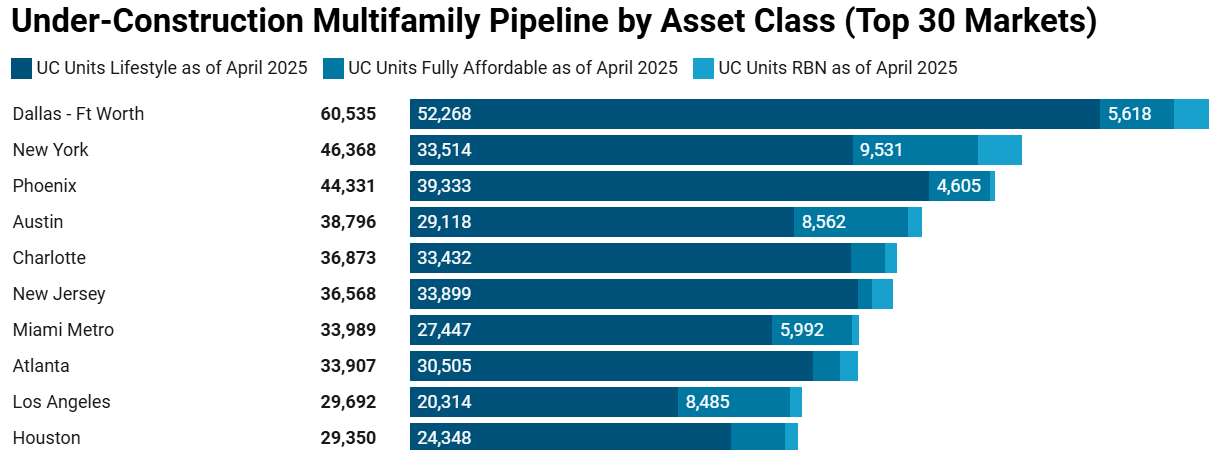 Under-Construction Multifamily Pipeline by Asset Class (Top 30 Markets)
UC Units Lifestyle as of April 2025 UC Units Fully Affordable as of April 2025 UC Units RBN as of April 2025
Dallas - Ft Worth 60,535 52,268 5,618
New York 46,368 33,514 9,531
Phoenix 44,331 39,333 4,605
Austin 38,796 29,118 8,562
Charlotte 36,873 33,432
New Jersey 36,568 33,899
Miami Metro 33,989 27,447 5,992
Atlanta 33,907 30,505
Los Angeles 29,692 20,314 8,485
Houston 29,350 24,348